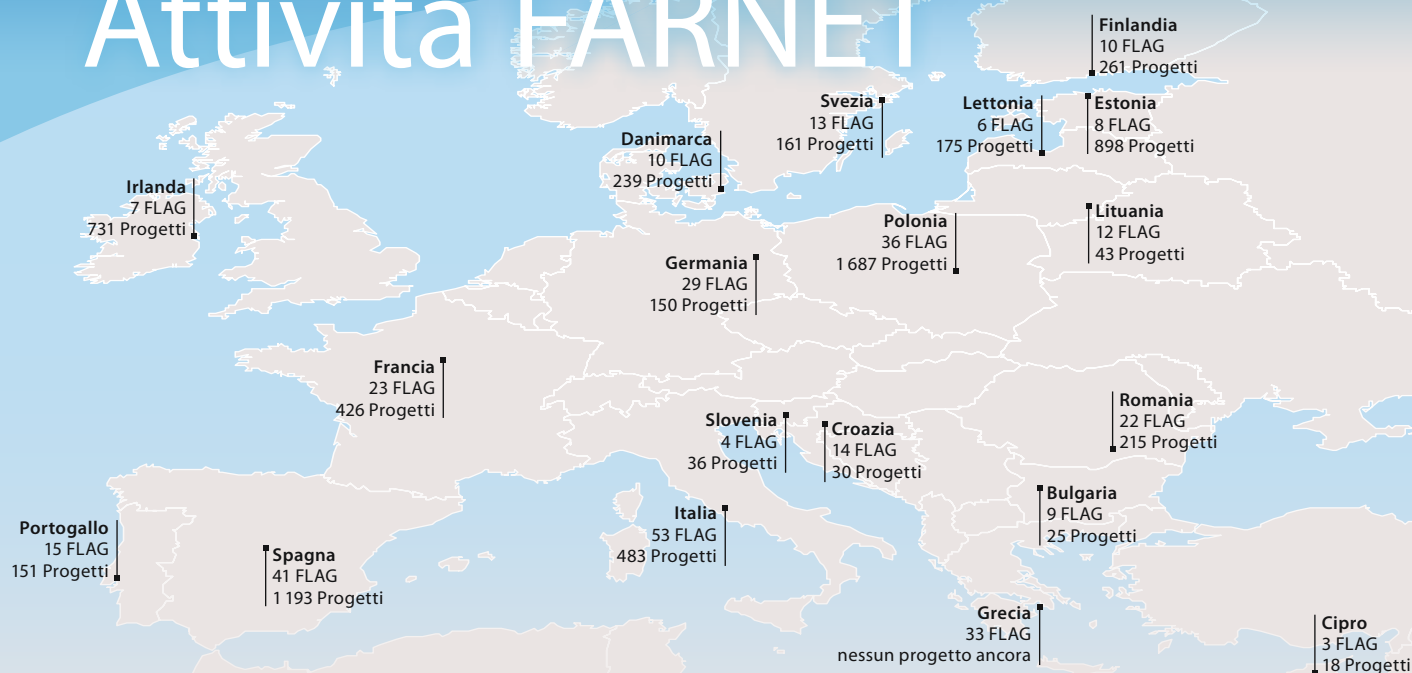 Attività FARNET
Finlandia
10 FLAG
261 Progetti
Svezia
13 FLAG
161 Progetti
Lettonia
6 FLAG
175 Progetti
Estonia
8 FLAG
898 Progetti
Danimarca
10 FLAG
239 Progetti
Irlanda
7 FLAG
731 Progetti
Polonia
36 FLAG
1 687 Progetti
Lituania
12 FLAG
43 Progetti
Germania
29 FLAG
150 Progetti
Francia
23 FLAG
426 Progetti
Slovenia
4 FLAG
36 Progetti
Croazia
14 FLAG
30 Progetti
Romania
22 FLAG
215 Progetti
Bulgaria
9 FLAG
25 Progetti
Italia
53 FLAG
483 Progetti
Portogallo
15 FLAG
151 Progetti
Spagna
41 FLAG
1 193 Progetti
Grecia
33 FLAG
nessun progetto ancora
Cipro
3 FLAG
18 Progetti